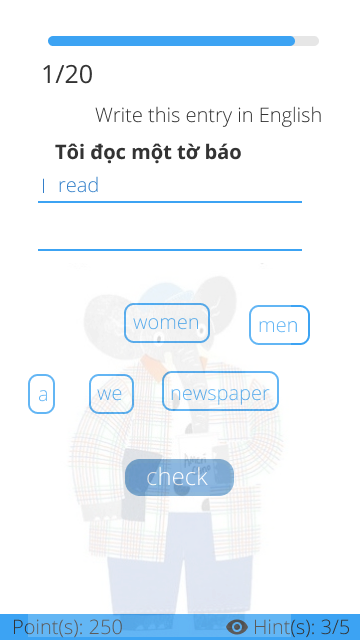 1/20
Write this entry in English
Tôi đọc một tờ báo
I read
women men
a we newspaper
check
Point(s): 250 Hint(s): 3/5